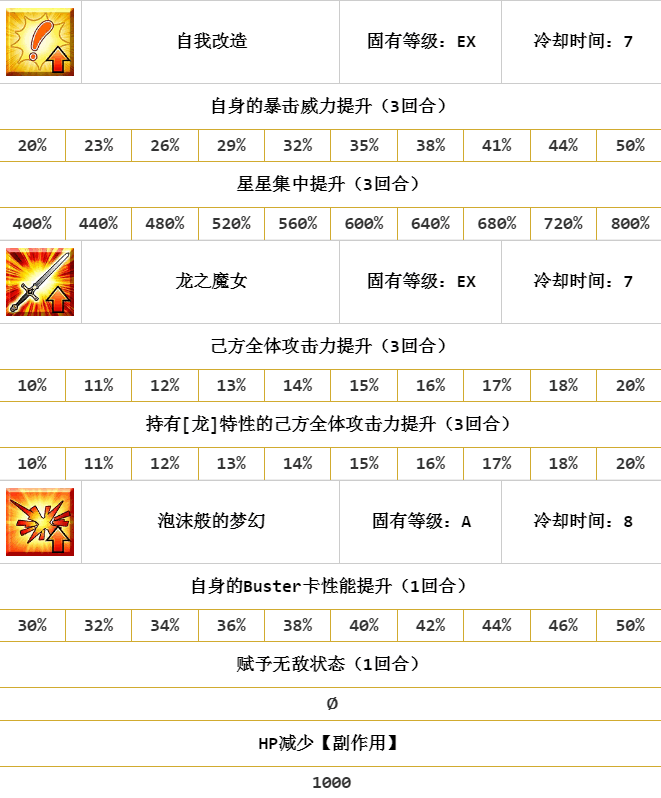 自我改造 固有等级：EX 冷却时间：7
自身的暴击威力提升（3回合）
20% 23% 26% 29% 32% 35% 38% 41% 44% 50%
星星集中提升（3回合）
400% 440% 480% 520% 560% 600% 640% 680% 720% 800%
龙之魔女 固有等级：EX 冷却时间：7
己方全体攻击力提升（3回合）
10% 11% 12% 13% 14% 15% 16% 17% 18% 20%
持有[龙]特性的己方全体攻击力提升（3回合）
10% 11% 12% 13% 14% 15% 16% 17% 18% 20%
泡沫般的梦幻 固有等级：A 冷却时间：8
自身的Buster卡性能提升（1回合）
30% 32% 34% 36% 38% 40% 42% 44% 46% 50%
赋予无敌状态（1回合）
Ø
HP减少【副作用】
1000